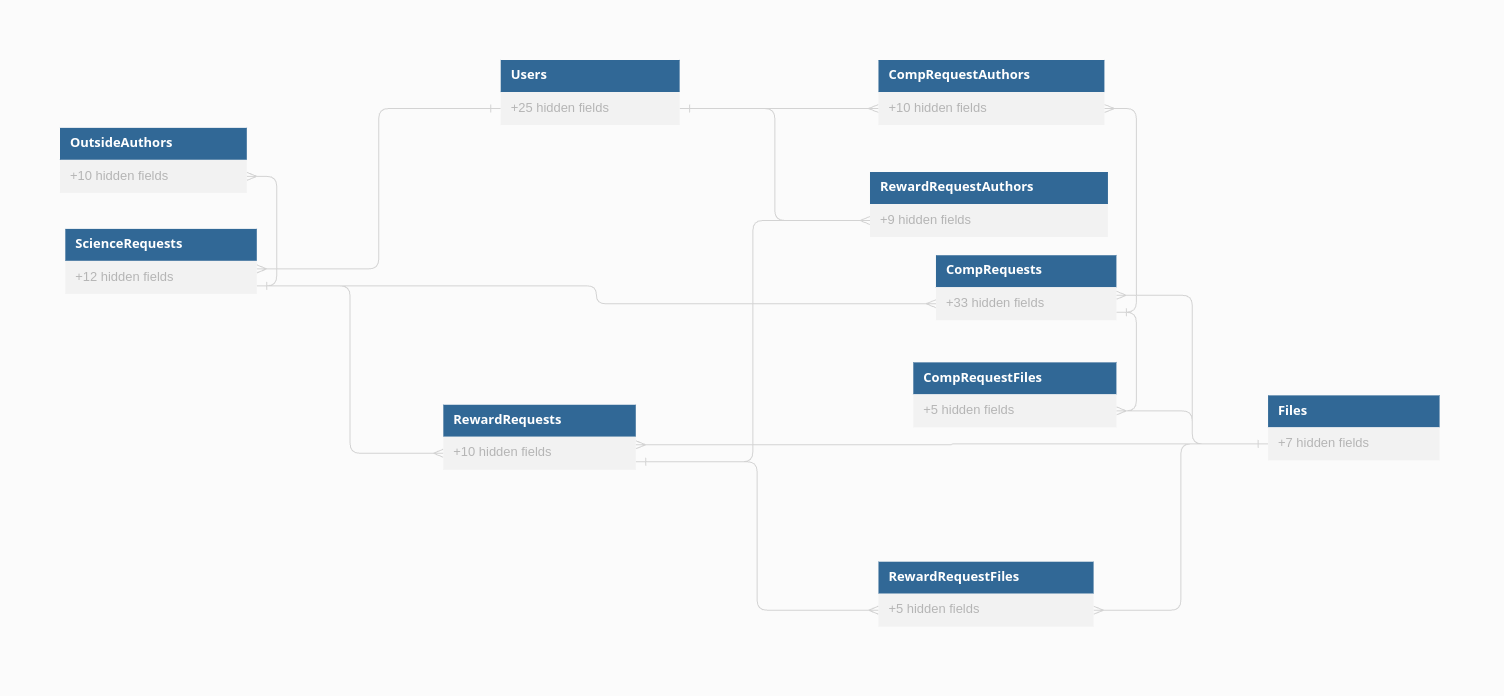 Users
+25 hidden fields
CompRequestAuthors
+10 hidden fields
OutsideAuthors
+10 hidden fields
RewardRequestAuthors
+9 hidden fields
ScienceRequests
+12 hidden fields
CompRequests
+33 hidden fields
CompRequestFiles
+5 hidden fields
Files
+7 hidden fields
RewardRequests
+10 hidden fields
RewardRequestFiles
+5 hidden fields